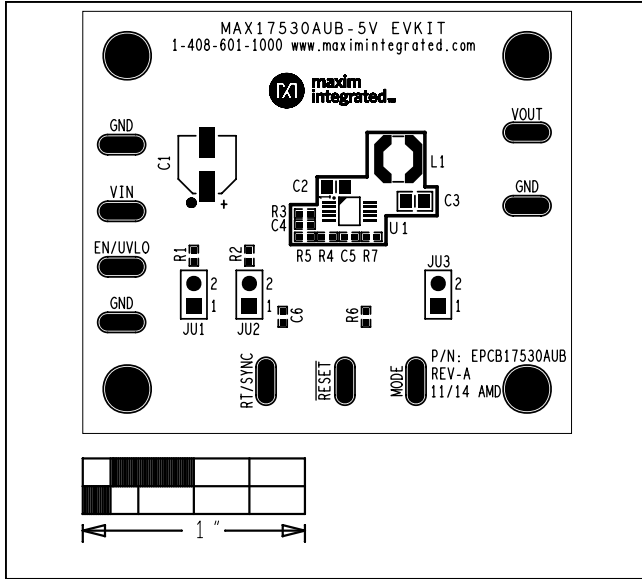 MAX17530AUB-5V EVKIT
1-408-601-1000 www.maximintegrated.com
maxim
integrated™
GND
VOUT
C1
L1
C2
VIN
GND
C3
R3
C4
U1
EN/UVLO
R1
R2
R5 R4 C5 R7
JU3
2
2
2
GND
1
1
1
JU1
JU2
C6
R6
P/N: EPCB17530AUB
REV-A
11/14 AMD
RT/SYNC
RESET
MODE
1 "